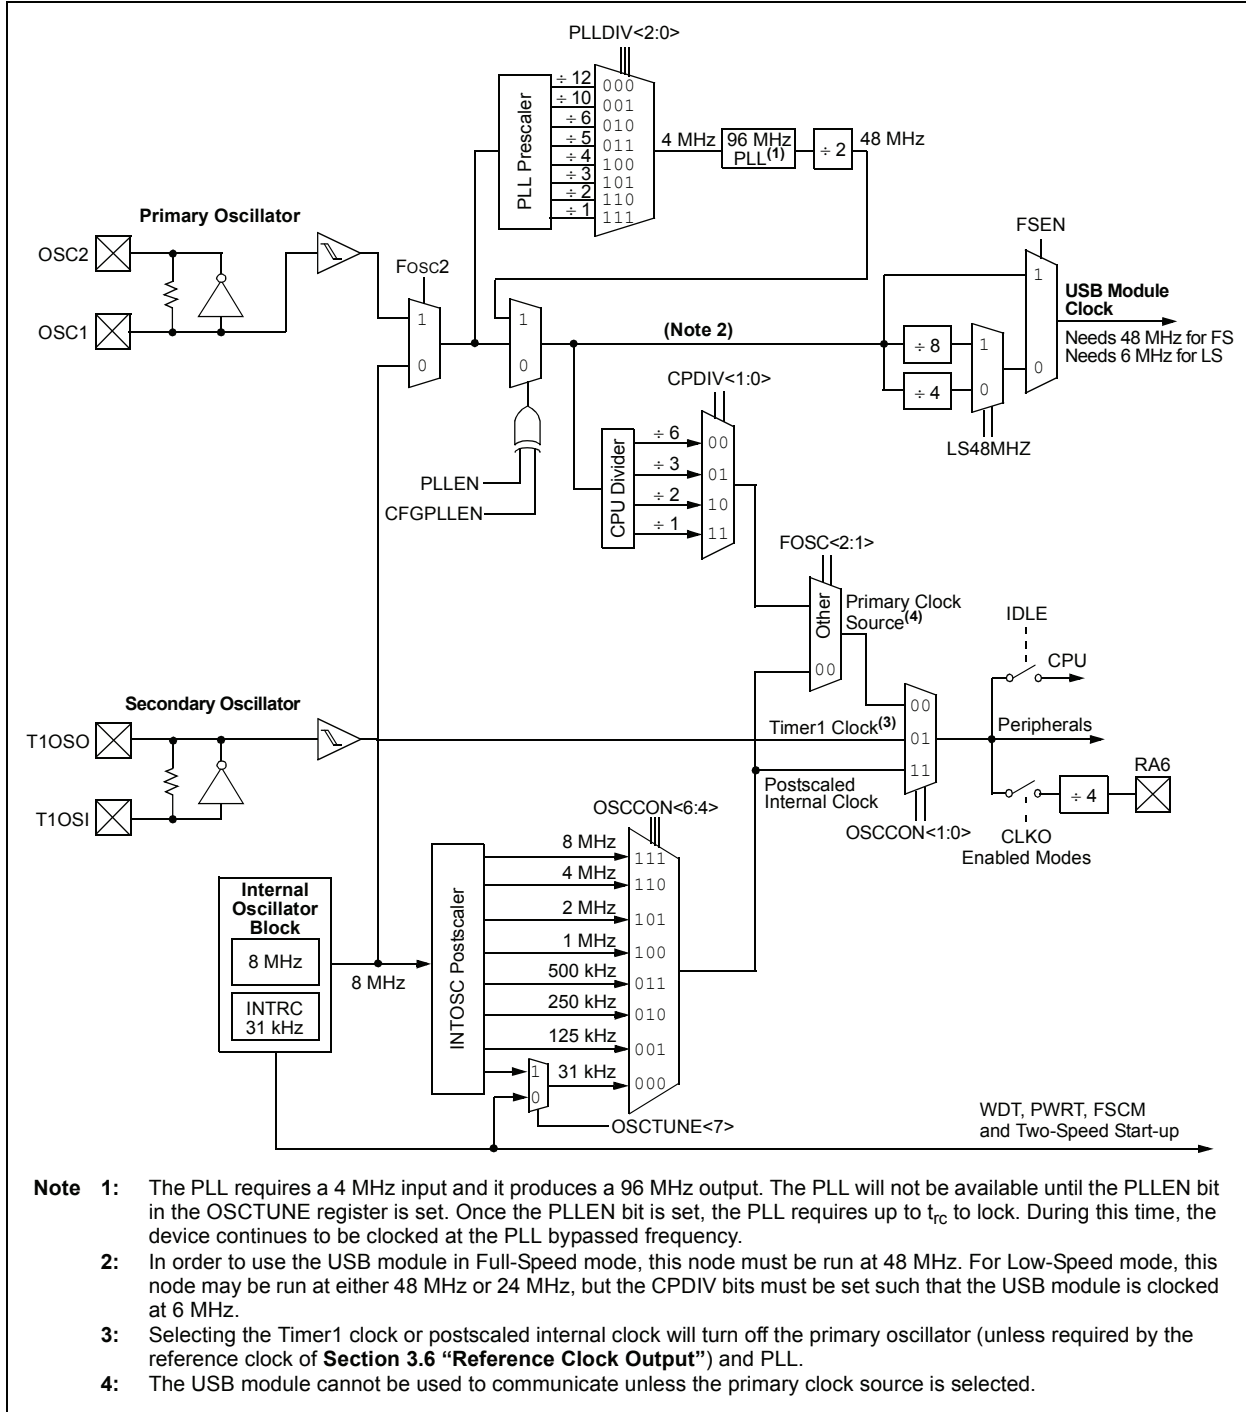 PLLDIV<2:0>
PLL Prescaler
÷ 12
÷ 10
÷ 6
÷ 5
÷ 4
÷ 3
÷ 2
÷ 1
000
001
010
011
100
101
110
111
4 MHz
96 MHz
PLL(1)
÷ 2
48 MHz
Primary Oscillator
OSC2
OSC1
FOSC2
1
0
1
0
PLLEN
CFGPLLEN
(Note 2)
FSEN
1
0
USB Module
Clock
Needs 48 MHz for FS
Needs 6 MHz for LS
÷ 8
÷ 4
1
0
LS48MHZ
CPDIV<1:0>
CPU Divider
÷ 6
÷ 3
÷ 2
÷ 1
00
01
10
11
FOSC<2:1>
Other
00
Primary Clock
Source(4)
IDLE
CPU
Secondary Oscillator
T1OSO
T1OSI
Timer1 Clock(3)
Postscaled
Internal Clock
00
01
11
OSCCON<1:0>
Peripherals
RA6
÷ 4
CLKO
Enabled Modes
OSCCON<6:4>
Internal
Oscillator
Block
8 MHz
INTRC
31 kHz
8 MHz
INTOSC Postscaler
8 MHz
4 MHz
2 MHz
1 MHz
500 kHz
250 kHz
125 kHz
31 kHz
111
110
101
100
011
010
001
000
1
0
OSCTUNE<7>
WDT, PWRT, FSCM
and Two-Speed Start-up
Note 1: The PLL requires a 4 MHz input and it produces a 96 MHz output. The PLL will not be available until the PLLEN bit
in the OSCTUNE register is set. Once the PLLEN bit is set, the PLL requires up to trc to lock. During this time, the
device continues to be clocked at the PLL bypassed frequency.
2: In order to use the USB module in Full-Speed mode, this node must be run at 48 MHz. For Low-Speed mode, this
node may be run at either 48 MHz or 24 MHz, but the CPDIV bits must be set such that the USB module is clocked
at 6 MHz.
3: Selecting the Timer1 clock or postscaled internal clock will turn off the primary oscillator (unless required by the
reference clock of Section 3.6 “Reference Clock Output”) and PLL.
4: The USB module cannot be used to communicate unless the primary clock source is selected.